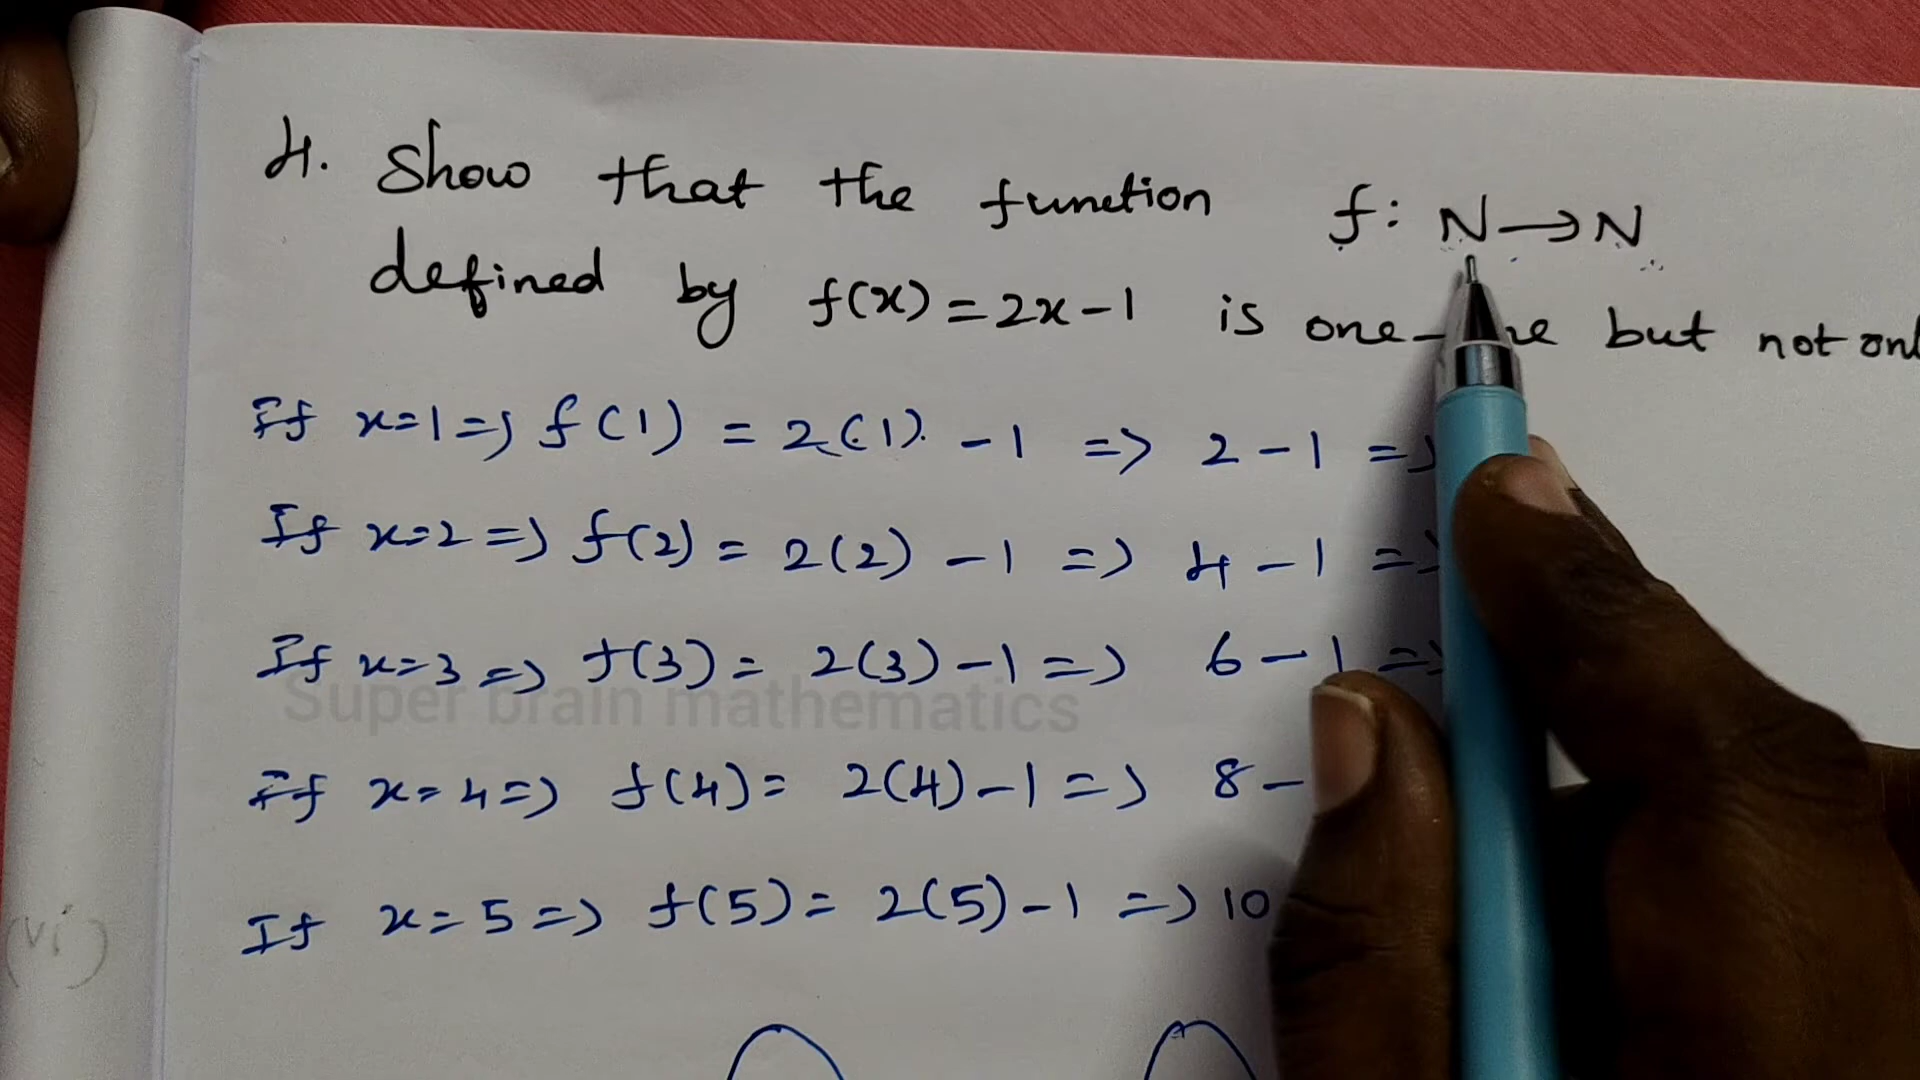 4. Show that the function f: N→N
defined by f(x)=2x-1 is one- but not
If x=1=> f(1) = 2(1) -1 => 2-1 =>
If x=2=> f(2) = 2(2) -1 => 4-1 =>
If x=3=> f(3) = 2(3)-1=> 6-1 =>
Super brain mathematics
If x=4=> f(4)= 2(4)-1=> 8-
If x=5=> f(5)= 2(5)-1 =>10
(vi)